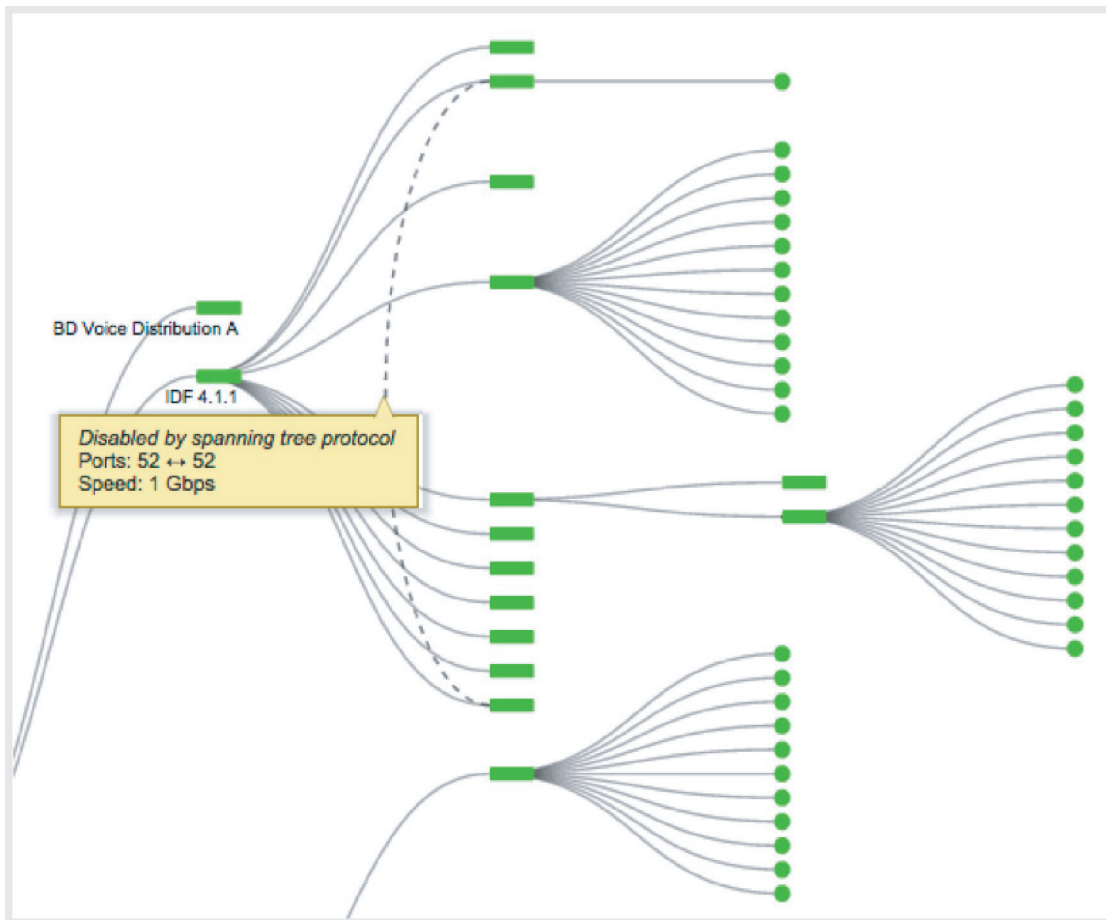 BD Voice Distribution A
IDF 4.1.1
Disabled by spanning tree protocol
Ports: 52 ↔ 52
Speed: 1 Gbps